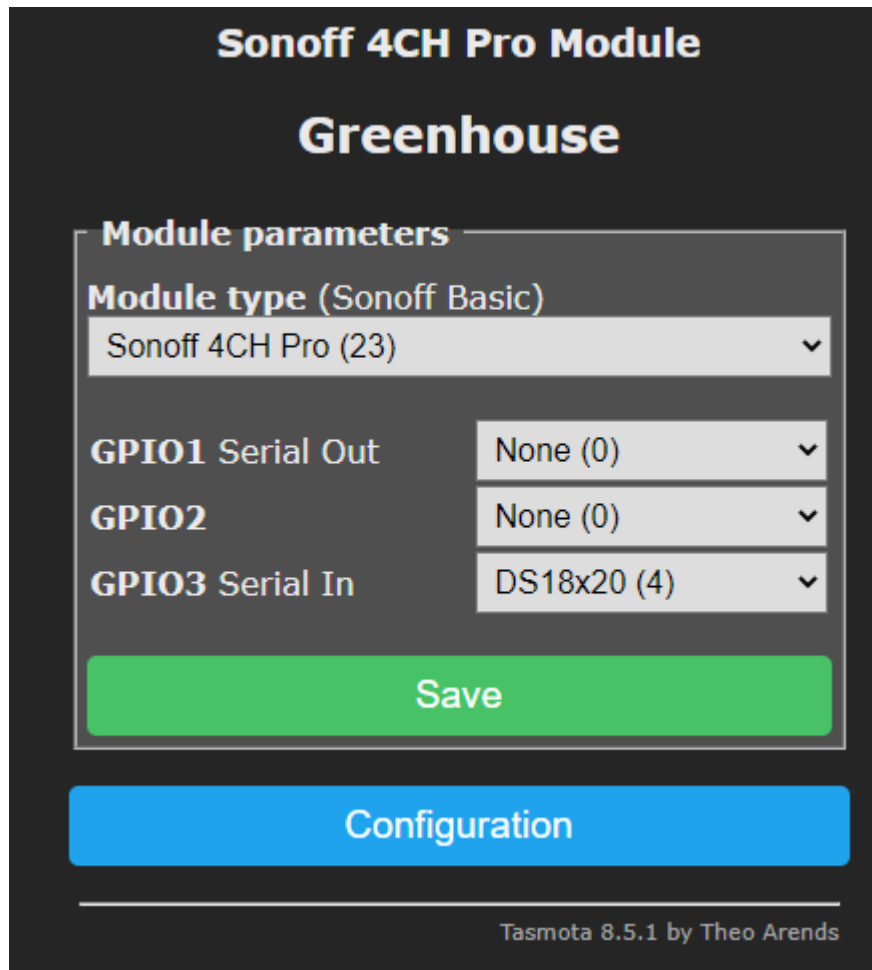 Sonoff 4CH Pro Module
Greenhouse
Module parameters
Module type (Sonoff Basic)
Sonoff 4CH Pro (23)
GPIO1 Serial Out None (0)
GPIO2 None (0)
GPIO3 Serial In DS18x20 (4)
Save
Configuration
Tasmota 8.5.1 by Theo Arends